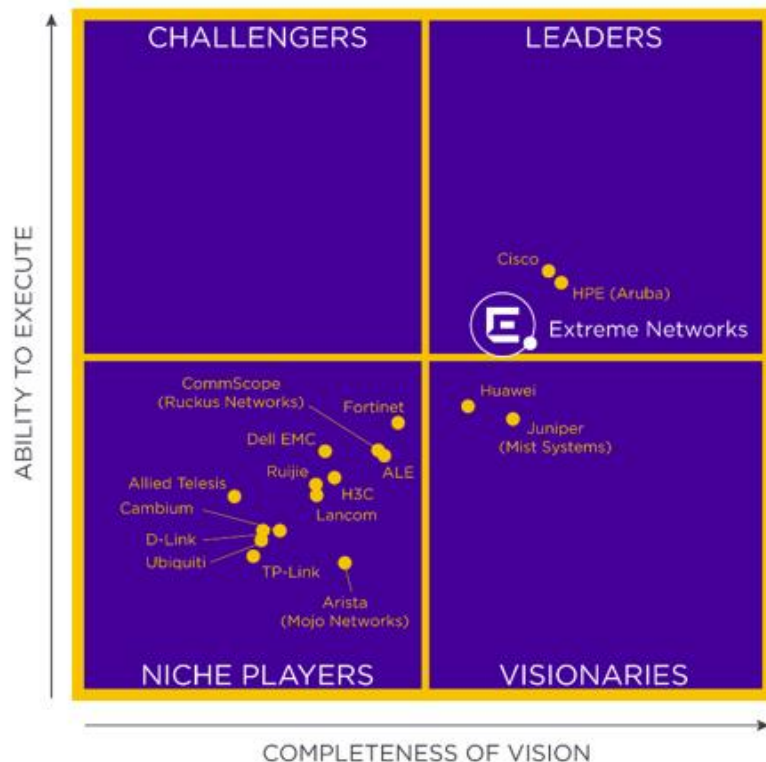 CHALLENGERS
LEADERS
ABILITY TO EXECUTE
Cisco
HPE (Aruba)
E
Extreme Networks
CommScope
(Ruckus Networks)
Fortinet
Huawei
Juniper
(Mist Systems)
Dell EMC
ALE
Ruijie
H3C
Lancom
Allied Telesis
Cambium
D-Link
Ubiquiti
TP-Link
Arista
(Mojo Networks)
NICHE PLAYERS
VISIONARIES
COMPLETENESS OF VISION